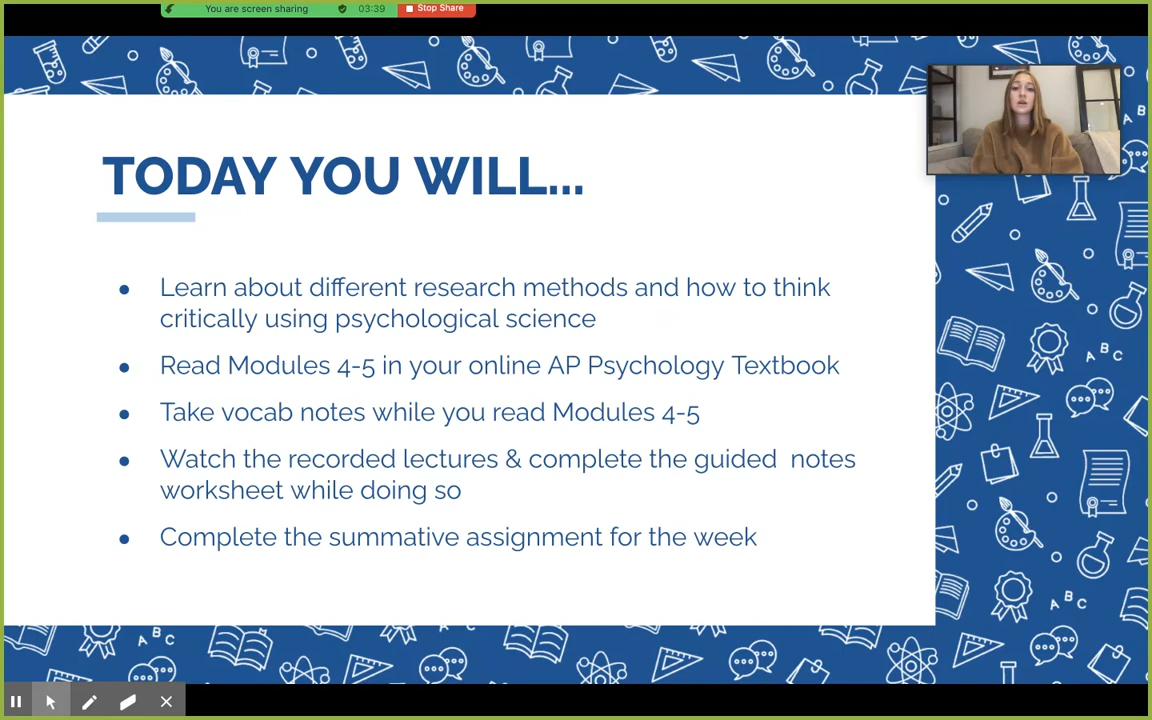 You are screen sharing 03:39 Stop Share
TODAY YOU WILL...
● Learn about different research methods and how to think
critically using psychological science
● Read Modules 4-5 in your online AP Psychology Textbook
● Take vocab notes while you read Modules 4-5
● Watch the recorded lectures & complete the guided  notes
worksheet while doing so
● Complete the summative assignment for the week
A B
A B C
A B C
A B C